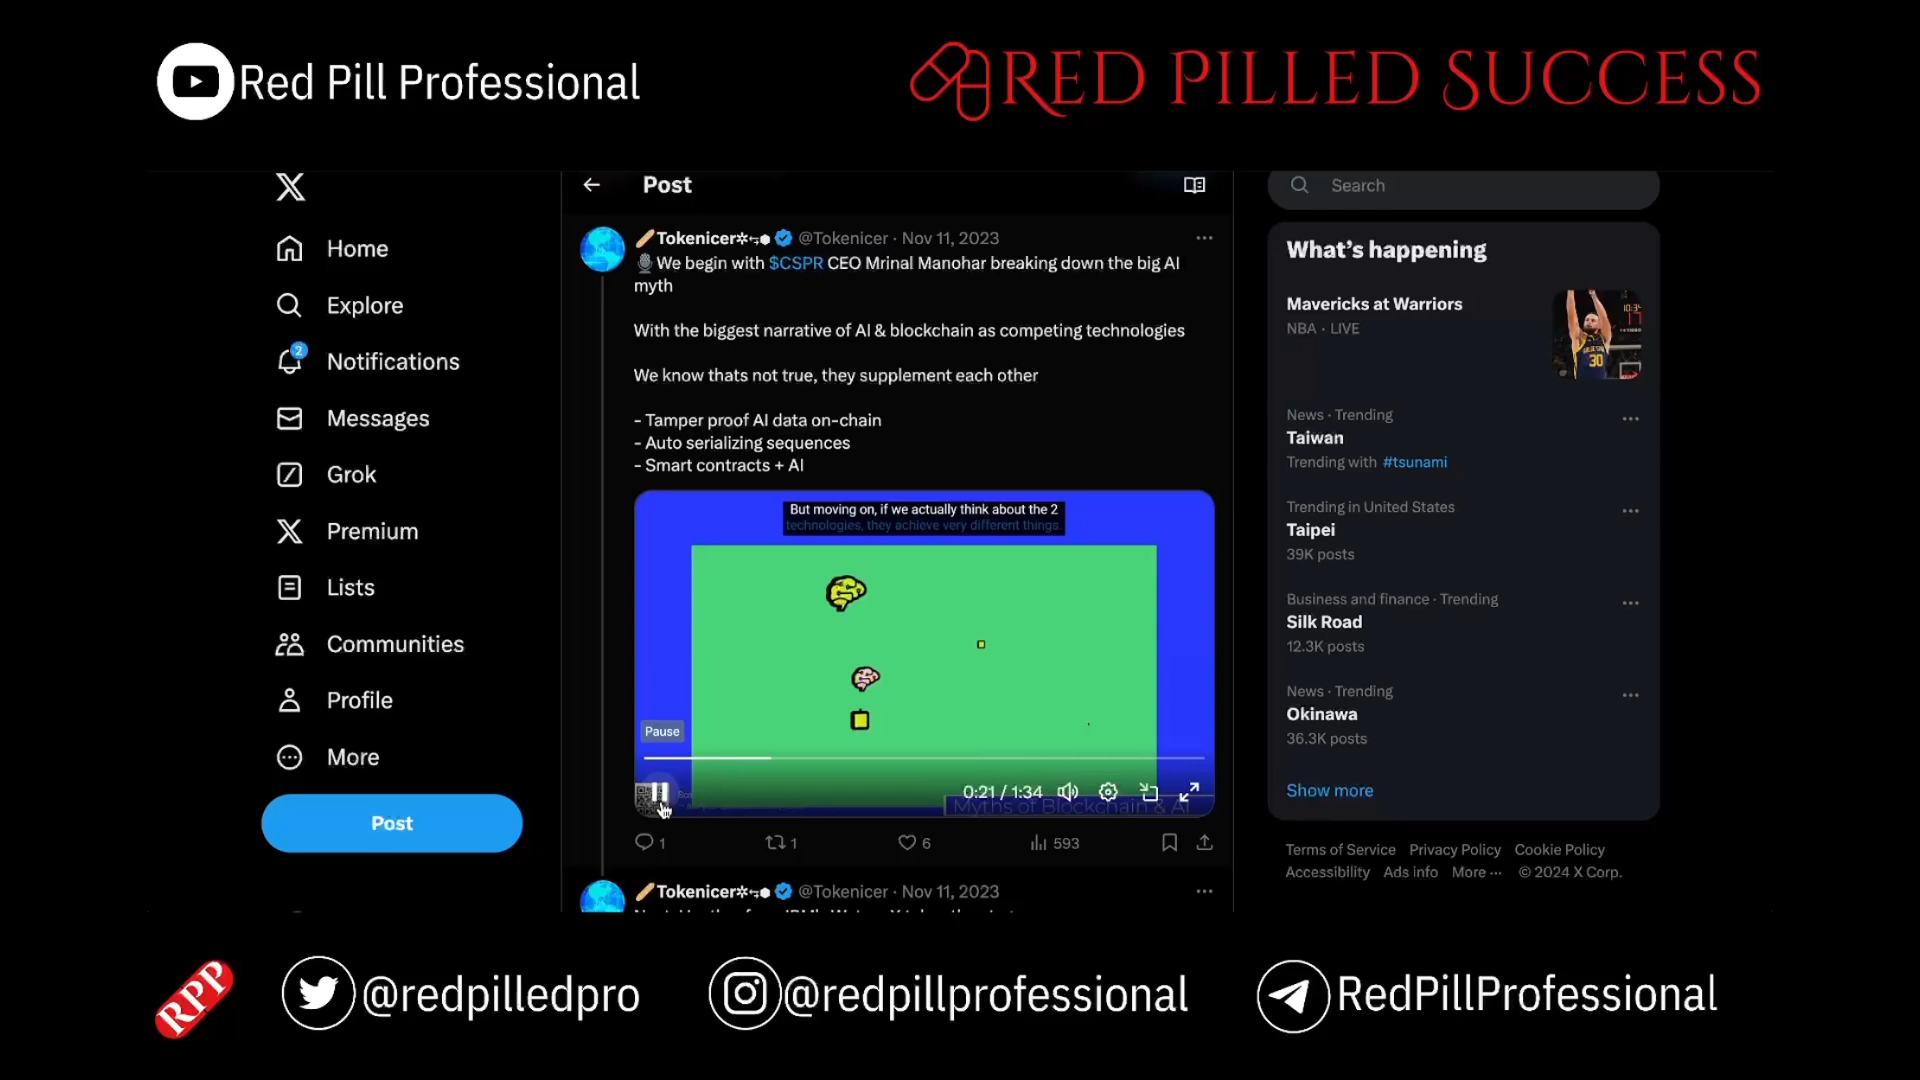 Red Pill Professional
RED PILLED SUCCESS
Home
Explore
2
Notifications
Messages
Grok
Premium
Lists
Communities
Profile
More
Post
Post
Tokenicer @Tokenicer · Nov 11, 2023
We begin with $CSPR CEO Mrinal Manohar breaking down the big AI
myth
With the biggest narrative of AI & blockchain as competing technologies
We know thats not true, they supplement each other
- Tamper proof AI data on-chain
- Auto serializing sequences
- Smart contracts + AI
But moving on, if we actually think about the 2
technologies, they achieve very different things.
Pause
0:21 / 1:34
Myths of Blockchain & AI
1
1
6
593
Tokenicer @Tokenicer · Nov 11, 2023
Search
What's happening
Mavericks at Warriors
NBA · LIVE
30
News · Trending
Taiwan
Trending with #tsunami
Trending in United States
Taipei
39K posts
Business and finance · Trending
Silk Road
12.3K posts
News · Trending
Okinawa
36.3K posts
Show more
Terms of Service Privacy Policy Cookie Policy
Accessibility Ads info More ··· © 2024 X Corp.
RPP
@redpilledpro
@redpillprofessional
RedPillProfessional